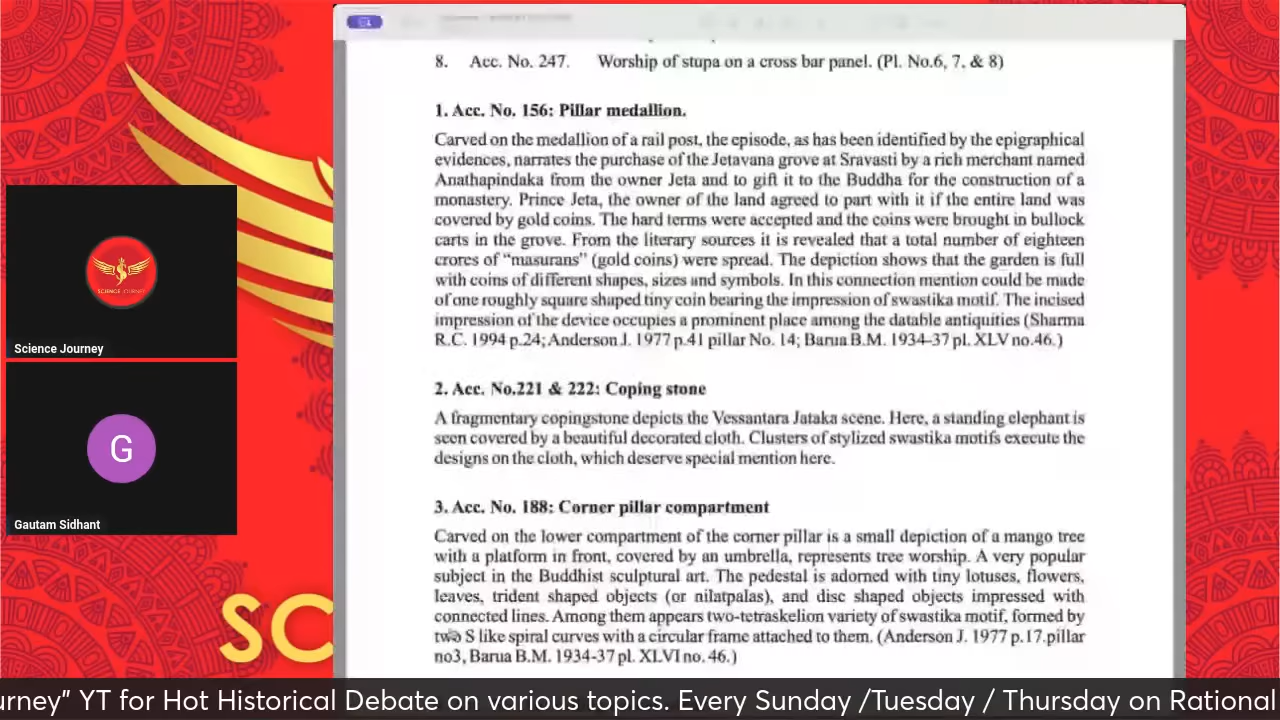 8. Acc. No. 247. Worship of stupa on a cross bar panel. (Pl. No.6, 7, & 8)
1. Acc. No. 156: Pillar medallion.
Carved on the medallion of a rail post, the episode, as has been identified by the epigraphical
evidences, narrates the purchase of the Jetavana grove at Sravasti by a rich merchant named
Anathapindaka from the owner Jeta and to gift it to the Buddha for the construction of a
monastery. Prince Jeta, the owner of the land agreed to part with it if the entire land was
covered by gold coins. The hard terms were accepted and the coins were brought in bullock
carts in the grove. From the literary sources it is revealed that a total number of eighteen
crores of “masurans” (gold coins) were spread. The depiction shows that the garden is full
with coins of different shapes, sizes and symbols. In this connection mention could be made
of one roughly square shaped tiny coin bearing the impression of swastika motif. The incised
impression of the device occupies a prominent place among the datable antiquities (Sharma
R.C. 1994 p.24; Anderson J. 1977 p.41 pillar No. 14; Barua B.M. 1934-37 pl. XLV no.46.)
2. Acc. No.221 & 222: Coping stone
A fragmentary copingstone depicts the Vessantara Jataka scene. Here, a standing elephant is
seen covered by a beautiful decorated cloth. Clusters of stylized swastika motifs execute the
designs on the cloth, which deserve special mention here.
3. Acc. No. 188: Corner pillar compartment
Carved on the lower compartment of the corner pillar is a small depiction of a mango tree
with a platform in front, covered by an umbrella, represents tree worship. A very popular
subject in the Buddhist sculptural art. The pedestal is adorned with tiny lotuses, flowers,
leaves, trident shaped objects (or nilatpalas), and disc shaped objects impressed with
connected lines. Among them appears two-tetraskelion variety of swastika motif, formed by
two S like spiral curves with a circular frame attached to them. (Anderson J. 1977 p.17.pillar
no3, Barua B.M. 1934-37 pl. XLVI no. 46.)
SCIENCE JOURNEY
Science Journey
G
Gautam Sidhant
SC
urney” YT for Hot Historical Debate on various topics. Every Sunday /Tuesday / Thursday on Rational